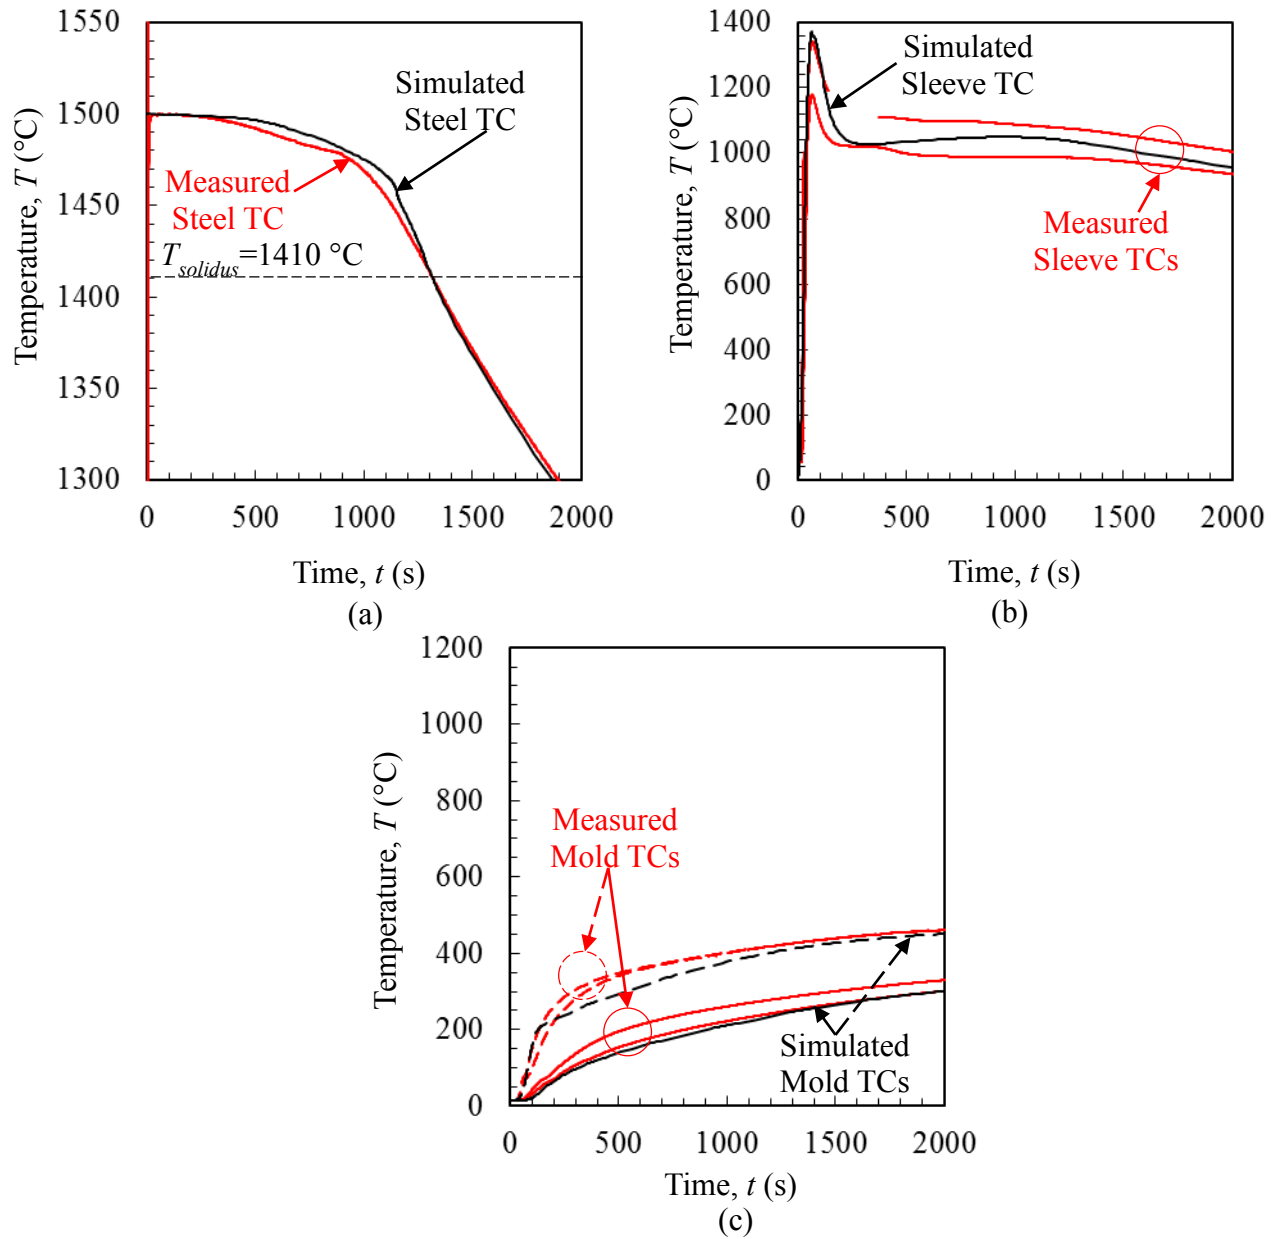 1550
1500
1450
1400
1350
1300
Temperature, T (°C)
Simulated
Steel TC
Measured
Steel TC
T_solidus=1410 °C
0 500 1000 1500 2000
Time, t (s)
(a)
1400
1200
1000
800
600
400
200
0
Temperature, T (°C)
Simulated
Sleeve TC
Measured
Sleeve TCs
0 500 1000 1500 2000
Time, t (s)
(b)
1200
1000
800
600
400
200
0
Temperature, T (°C)
Measured
Mold TCs
Simulated
Mold TCs
0 500 1000 1500 2000
Time, t (s)
(c)